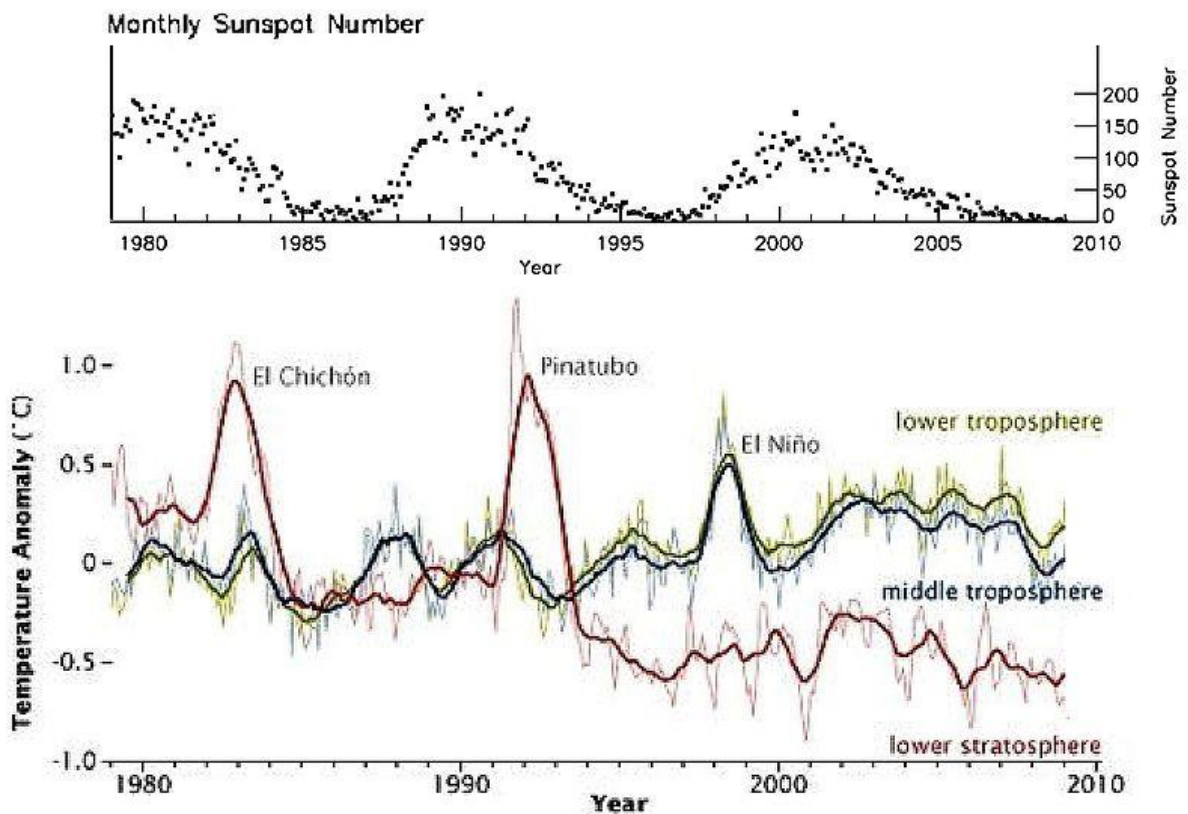 Monthly Sunspot Number
200
150
100
50
0
Sunspot Number
1980 1985 1990 1995 2000 2005 2010
Year
1.0
0.5
0
-0.5
-1.0
Temperature Anomaly (°C)
El Chichón
Pinatubo
El Niño
lower troposphere
middle troposphere
lower stratosphere
1980 1990 2000 2010
Year